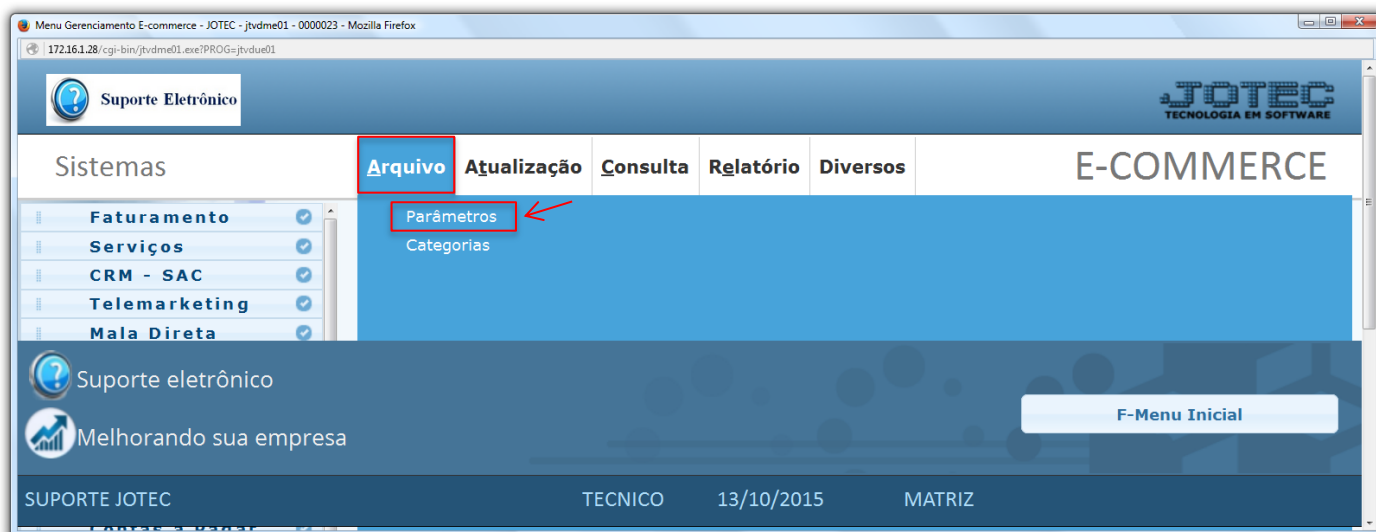 Menu Gerenciamento E-commerce - JOTEC - jtvdme01 - 0000023 - Mozilla Firefox
172.16.1.28/cgi-bin/jtvdme01.exe?PROG=jtvdue01
Suporte Eletrônico
JOTEC
TECNOLOGIA EM SOFTWARE
Sistemas
Arquivo Atualização Consulta Relatório Diversos
E-COMMERCE
Parâmetros
Categorias
Faturamento
Serviços
CRM - SAC
Telemarketing
Mala Direta
Suporte eletrônico
Melhorando sua empresa
F-Menu Inicial
SUPORTE JOTEC TECNICO 13/10/2015 MATRIZ